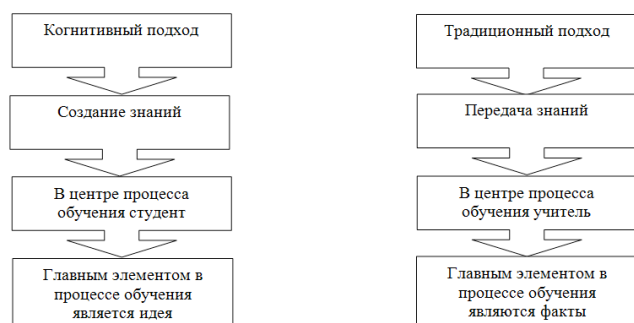 Когнитивный подход
Создание знаний
В центре процесса
обучения студент
Главным элементом в
процессе обучения
является идея
Традиционный подход
Передача знаний
В центре процесса
обучения учитель
Главным элементом в
процессе обучения
являются факты